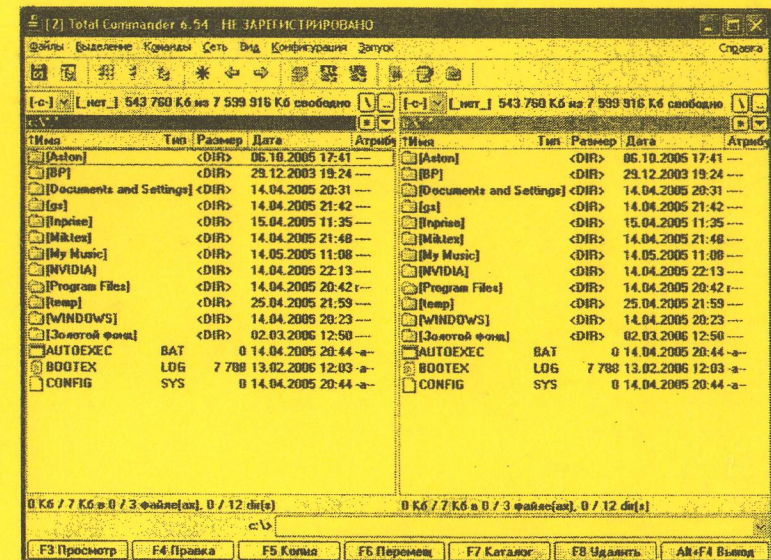 [2] Total Commander 6.54 - НЕ ЗАРЕГИСТРИРОВАНО
Файлы Выделение Команды Сеть Вид Конфигурация Запуск Справка
[-c-] [_нет_] 543 760 Кб из 7 599 916 Кб свободно \ .. [-c-] [_нет_] 543 760 Кб из 7 599 916 Кб свободно \ ..
c:\*.* * ▼ c:\*.* * ▼
↑Имя Тип Размер Дата Атрибу ↑Имя Тип Размер Дата Атрибу
[Aston] <DIR> 06.10.2005 17:41 ---- [Aston] <DIR> 06.10.2005 17:41 ----
[BP] <DIR> 29.12.2003 19:24 ---- [BP] <DIR> 29.12.2003 19:24 ----
[Documents and Settings] <DIR> 14.04.2005 20:31 ---- [Documents and Settings] <DIR> 14.04.2005 20:31 ----
[gs] <DIR> 14.04.2005 21:42 ---- [gs] <DIR> 14.04.2005 21:42 ----
[Inprise] <DIR> 15.04.2005 11:35 ---- [Inprise] <DIR> 15.04.2005 11:35 ----
[Miktex] <DIR> 14.04.2005 21:48 ---- [Miktex] <DIR> 14.04.2005 21:48 ----
[My Music] <DIR> 14.05.2005 11:08 ---- [My Music] <DIR> 14.05.2005 11:08 ----
[NVIDIA] <DIR> 14.04.2005 22:13 ---- [NVIDIA] <DIR> 14.04.2005 22:13 ----
[Program Files] <DIR> 14.04.2005 20:42 r--- [Program Files] <DIR> 14.04.2005 20:42 r---
[temp] <DIR> 25.04.2005 21:59 ---- [temp] <DIR> 25.04.2005 21:59 ----
[WINDOWS] <DIR> 14.04.2005 20:23 ---- [WINDOWS] <DIR> 14.04.2005 20:23 ----
[Золотой фонд] <DIR> 02.03.2006 12:50 ---- [Золотой фонд] <DIR> 02.03.2006 12:50 ----
AUTOEXEC BAT 0 14.04.2005 20:44 -a-- AUTOEXEC BAT 0 14.04.2005 20:44 -a--
BOOTEX LOG 7 788 13.02.2006 12:03 -a-- BOOTEX LOG 7 788 13.02.2006 12:03 -a--
CONFIG SYS 0 14.04.2005 20:44 -a-- CONFIG SYS 0 14.04.2005 20:44 -a--
0 Кб / 7 Кб в 0 / 3 файле(ах), 0 / 12 dir(s) 0 Кб / 7 Кб в 0 / 3 файле(ах), 0 / 12 dir(s)
c:\>
F3 Просмотр F4 Правка F5 Копия F6 Перемещ F7 Каталог F8 Удалить Alt+F4 Выход